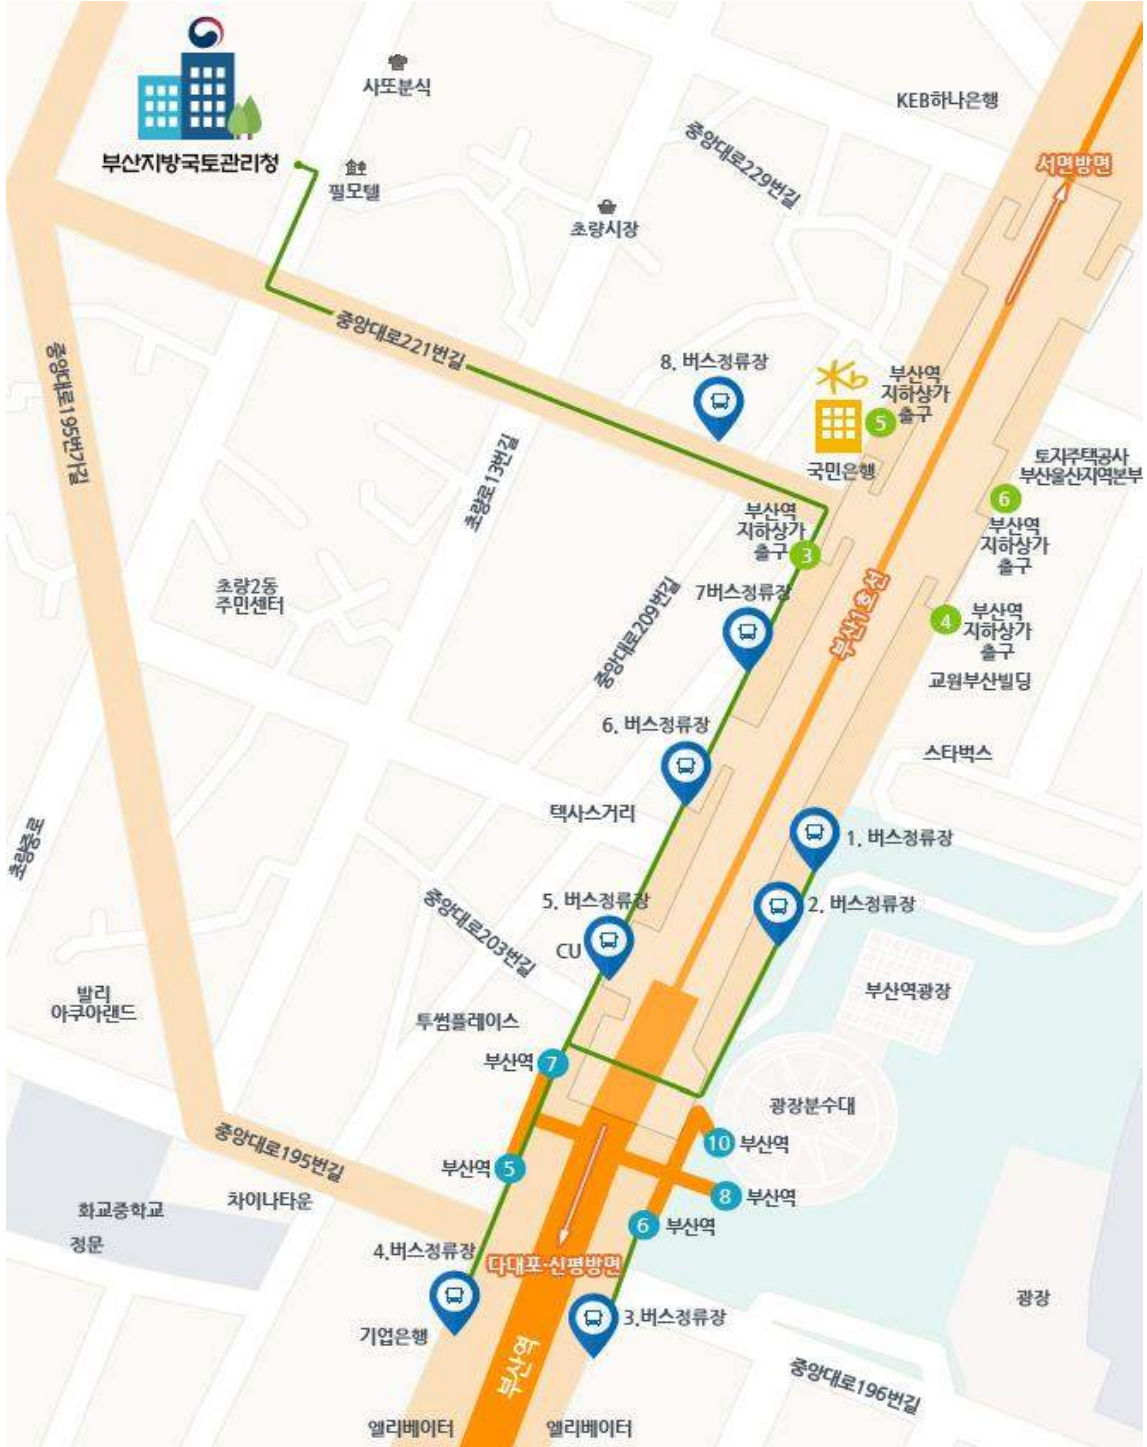 사또분식
KEB하나은행
부산지방국토관리청
중앙대로229번길
서면방면
필모텔
초량시장
중앙대로221번길
8. 버스정류장
부산역
지하상가
출구
5
중앙대로195번가길
국민은행
토지주택공사
부산울산지역본부
초량로13번길
6
부산역
지하상가
출구
부산역
지하상가
출구
3
부산1호선
초량2동
주민센터
7버스정류장
4
부산역
지하상가
출구
중앙대로209번길
교원부산빌딩
6. 버스정류장
스타벅스
텍사스거리
1. 버스정류장
초량중로
5. 버스정류장
2. 버스정류장
중앙대로203번길
CU
발리
아쿠아랜드
부산역광장
투썸플레이스
부산역 7
광장분수대
10 부산역
중앙대로195번길
부산역 5
8 부산역
차이나타운
화교중학교
정문
6 부산역
4.버스정류장
다대포·신평방면
광장
3.버스정류장
기업은행
부산역
중앙대로196번길
엘리베이터
엘리베이터